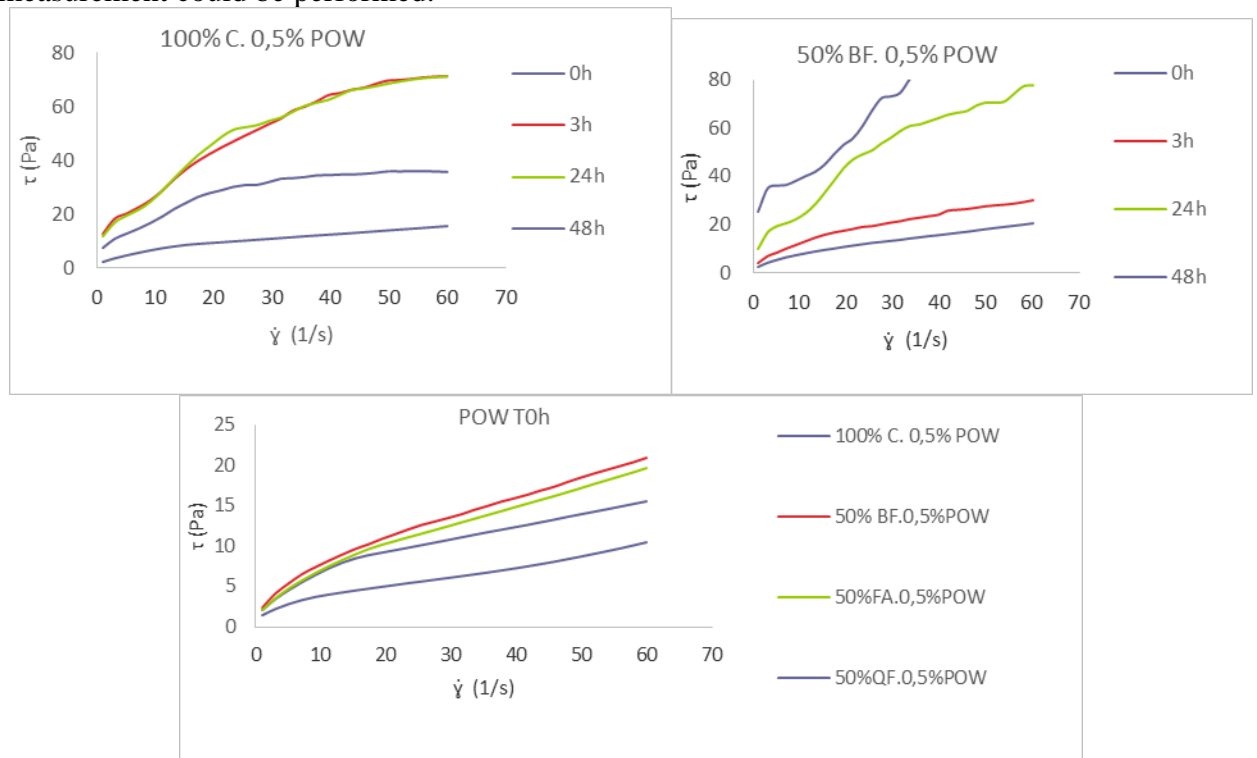 measurement could be performed.
100% C. 0,5% POW
80
60
40
20
0
τ (Pa)
0 10 20 30 40 50 60 70
γ̇ (1/s)
0h
3h
24h
48h
50% BF. 0,5% POW
80
60
40
20
0
τ (Pa)
0 10 20 30 40 50 60 70
γ̇ (1/s)
0h
3h
24h
48h
POW T0h
25
20
15
10
5
0
τ (Pa)
0 10 20 30 40 50 60 70
γ̇ (1/s)
100% C. 0,5% POW
50% BF.0,5%POW
50%FA.0,5%POW
50%QF.0,5%POW